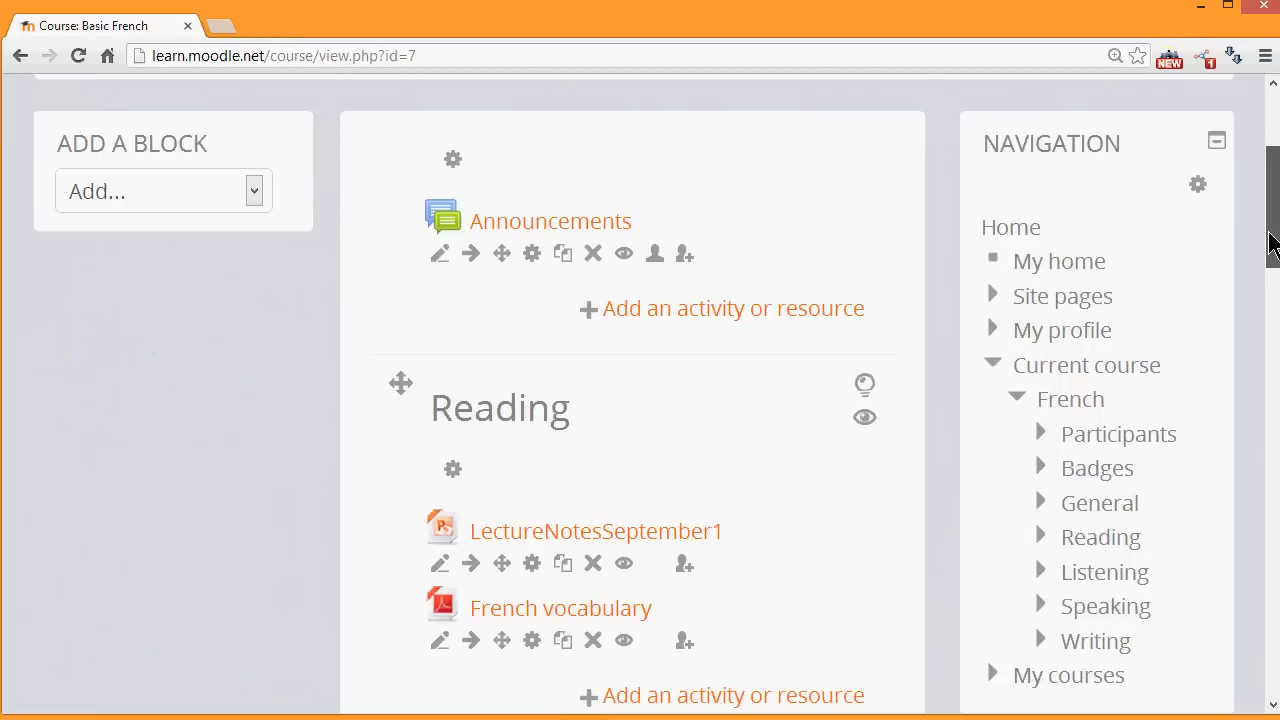 Course: Basic French
learn.moodle.net/course/view.php?id=7
NEW
1
ADD A BLOCK
Add...
Announcements
Add an activity or resource
Reading
LectureNotesSeptember1
French vocabulary
Add an activity or resource
NAVIGATION
Home
My home
Site pages
My profile
Current course
French
Participants
Badges
General
Reading
Listening
Speaking
Writing
My courses